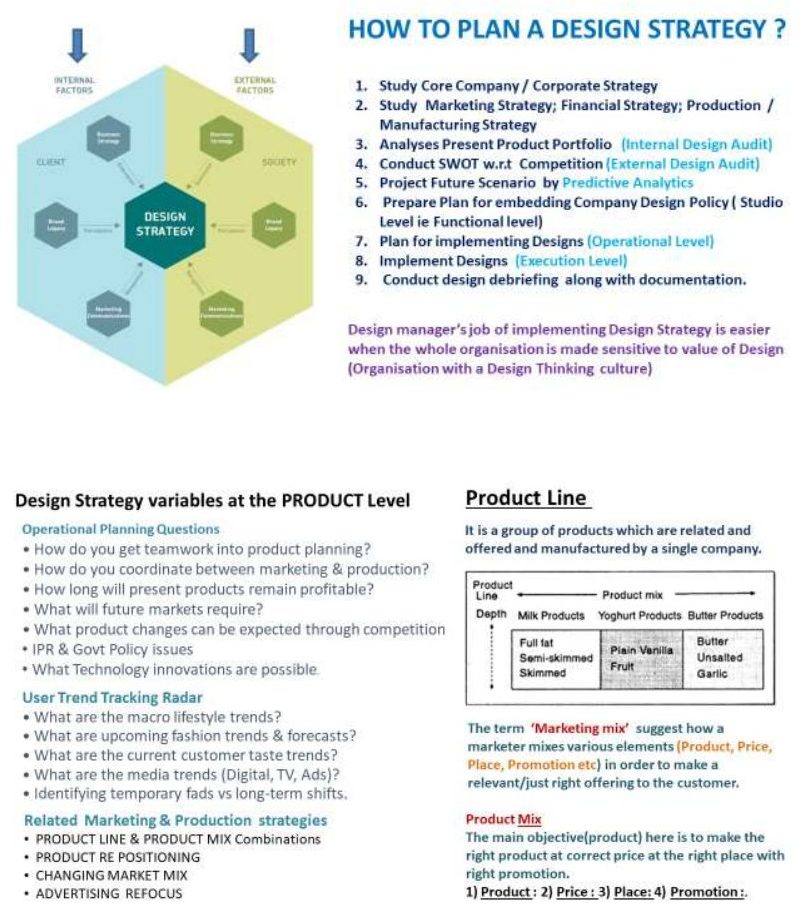 INTERNAL
FACTORS
EXTERNAL
FACTORS
CLIENT
SOCIETY
Business
Strategy
Business
Strategy
Brand
Legacy
Brand
Legacy
DESIGN
STRATEGY
Marketing
Communications
Marketing
Communications
HOW TO PLAN A DESIGN STRATEGY ?
1. Study Core Company / Corporate Strategy
2. Study Marketing Strategy; Financial Strategy; Production /
Manufacturing Strategy
3. Analyses Present Product Portfolio (Internal Design Audit)
4. Conduct SWOT w.r.t Competition (External Design Audit)
5. Project Future Scenario by Predictive Analytics
6. Prepare Plan for embedding Company Design Policy ( Studio
Level ie Functional level)
7. Plan for implementing Designs (Operational Level)
8. Implement Designs (Execution Level)
9. Conduct design debriefing along with documentation.
Design manager's job of implementing Design Strategy is easier
when the whole organisation is made sensitive to value of Design
(Organisation with a Design Thinking culture)
Design Strategy variables at the PRODUCT Level
Operational Planning Questions
• How do you get teamwork into product planning?
• How do you coordinate between marketing & production?
• How long will present products remain profitable?
• What will future markets require?
• What product changes can be expected through competition
• IPR & Govt Policy issues
• What Technology innovations are possible.
User Trend Tracking Radar
• What are the macro lifestyle trends?
• What are upcoming fashion trends & forecasts?
• What are the current customer taste trends?
• What are the media trends (Digital, TV, Ads)?
• Identifying temporary fads vs long-term shifts.
Related Marketing & Production strategies
• PRODUCT LINE & PRODUCT MIX Combinations
• PRODUCT RE POSITIONING
• CHANGING MARKET MIX
• ADVERTISING REFOCUS
Product Line
It is a group of products which are related and
offered and manufactured by a single company.
Product
Line
Product mix
Depth Milk Products Yoghurt Products Butter Products
Full fat
Semi-skimmed
Skimmed
Plain Vanilla
Fruit
Butter
Unsalted
Garlic
The term 'Marketing mix' suggest how a
marketer mixes various elements (Product, Price,
Place, Promotion etc) in order to make a
relevant/just right offering to the customer.
Product Mix
The main objective(product) here is to make the
right product at correct price at the right place with
right promotion.
1) Product : 2) Price : 3) Place: 4) Promotion :.